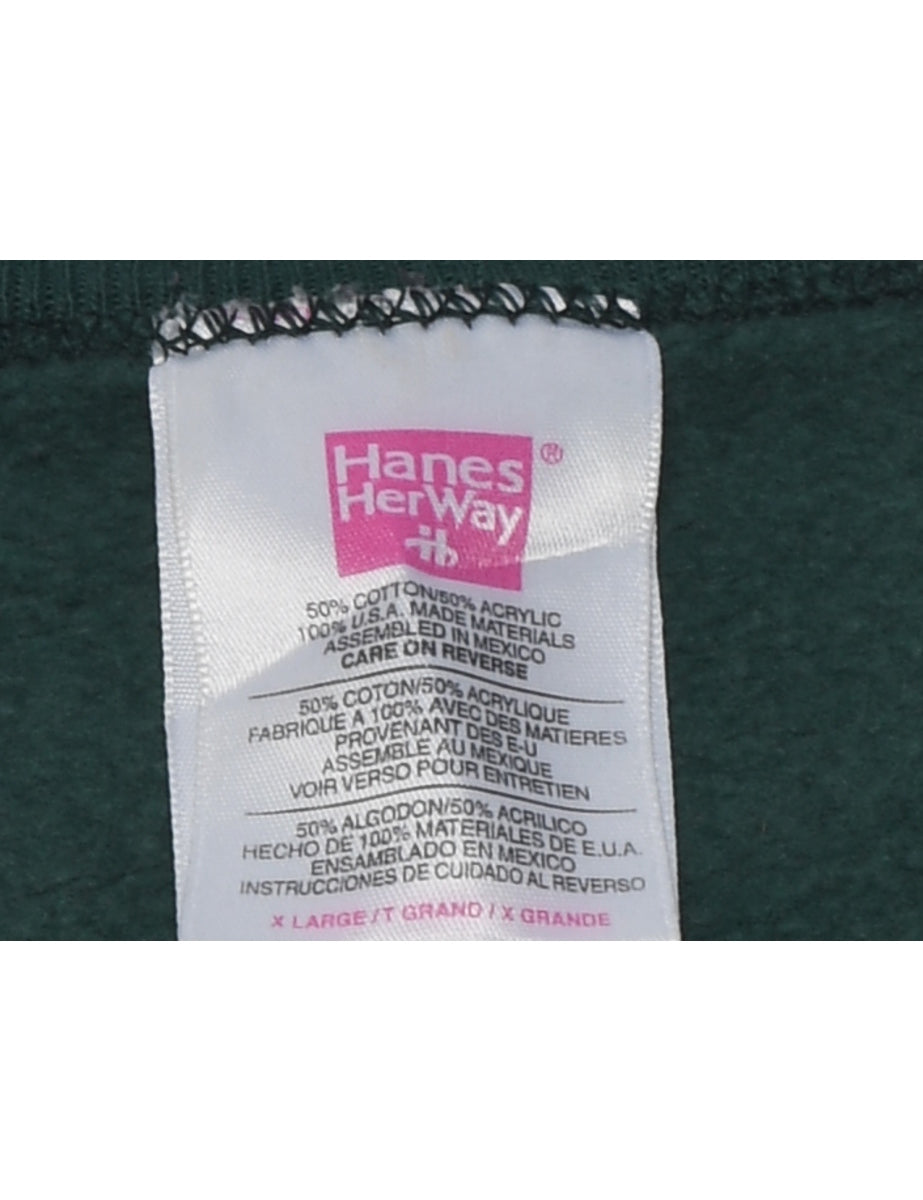 Hanes
HerWay
®
50% COTTON/50% ACRYLIC
100% U.S.A. MADE MATERIALS
ASSEMBLED IN MEXICO
CARE ON REVERSE
50% COTON/50% ACRYLIQUE
FABRIQUE A 100% AVEC DES MATIERES
PROVENANT DES E-U
ASSEMBLE AU MEXIQUE
VOIR VERSO POUR ENTRETIEN
50% ALGODON/50% ACRILICO
HECHO DE 100% MATERIALES DE E.U.A.
ENSAMBLADO EN MEXICO
INSTRUCCIONES DE CUIDADO AL REVERSO
X LARGE / T GRAND / X GRANDE